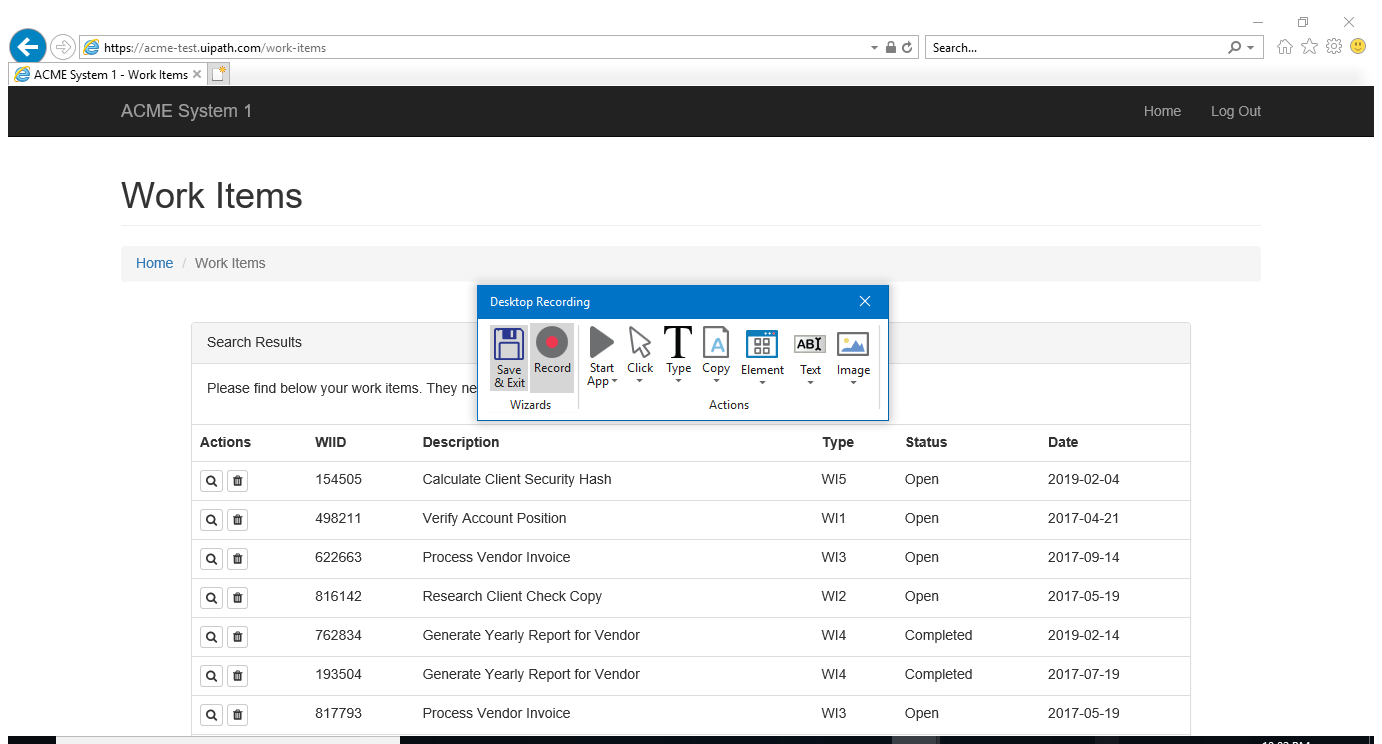 https://acme-test.uipath.com/work-items
Search...
ACME System 1 - Work Items
ACME System 1
Home
Log Out
Work Items
Home / Work Items
Desktop Recording
Save & Exit
Record
Start App
Click
Type
Copy
Element
Text
Image
Wizards
Actions
Search Results
Please find below your work items. They ne
Actions WIID Description Type Status Date
154505 Calculate Client Security Hash WI5 Open 2019-02-04
498211 Verify Account Position WI1 Open 2017-04-21
622663 Process Vendor Invoice WI3 Open 2017-09-14
816142 Research Client Check Copy WI2 Open 2017-05-19
762834 Generate Yearly Report for Vendor WI4 Completed 2019-02-14
193504 Generate Yearly Report for Vendor WI4 Completed 2017-07-19
817793 Process Vendor Invoice WI3 Open 2017-05-19